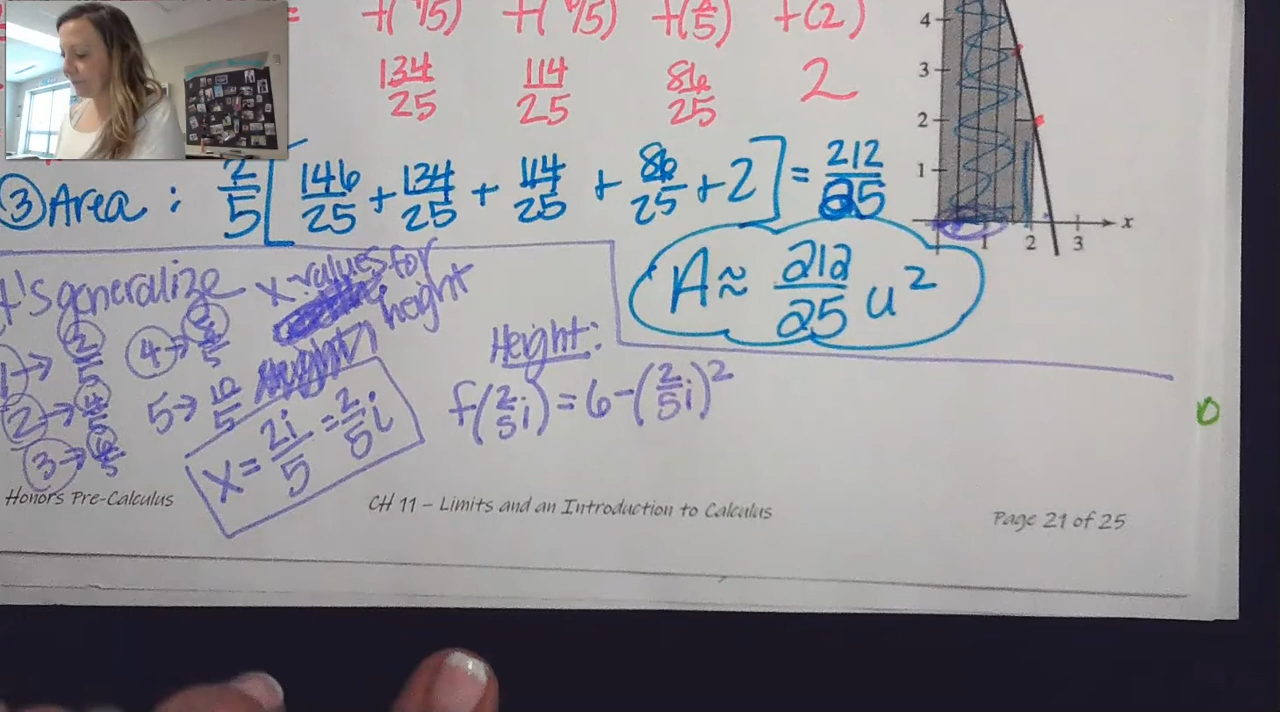 = f(4/5) f(6/5) f(8/5) f(2)
134/25 114/25 86/25 2
③ Area : 2/5 [ 146/25 + 134/25 + 114/25 + 86/25 + 2 ] = 212/25
A ≈ 212/25 u²
4
3
2
1
1 2 3 x
t's generalize x-values for height
1 → 2/5 4 → 8/5
2 → 4/5 5 → 10/5
3 → 6/5
x = 2i/5 = 2/5 i
Height:
f(2/5 i) = 6 - (2/5 i)²
Honors Pre-Calculus CH 11 – Limits and an Introduction to Calculus Page 21 of 25